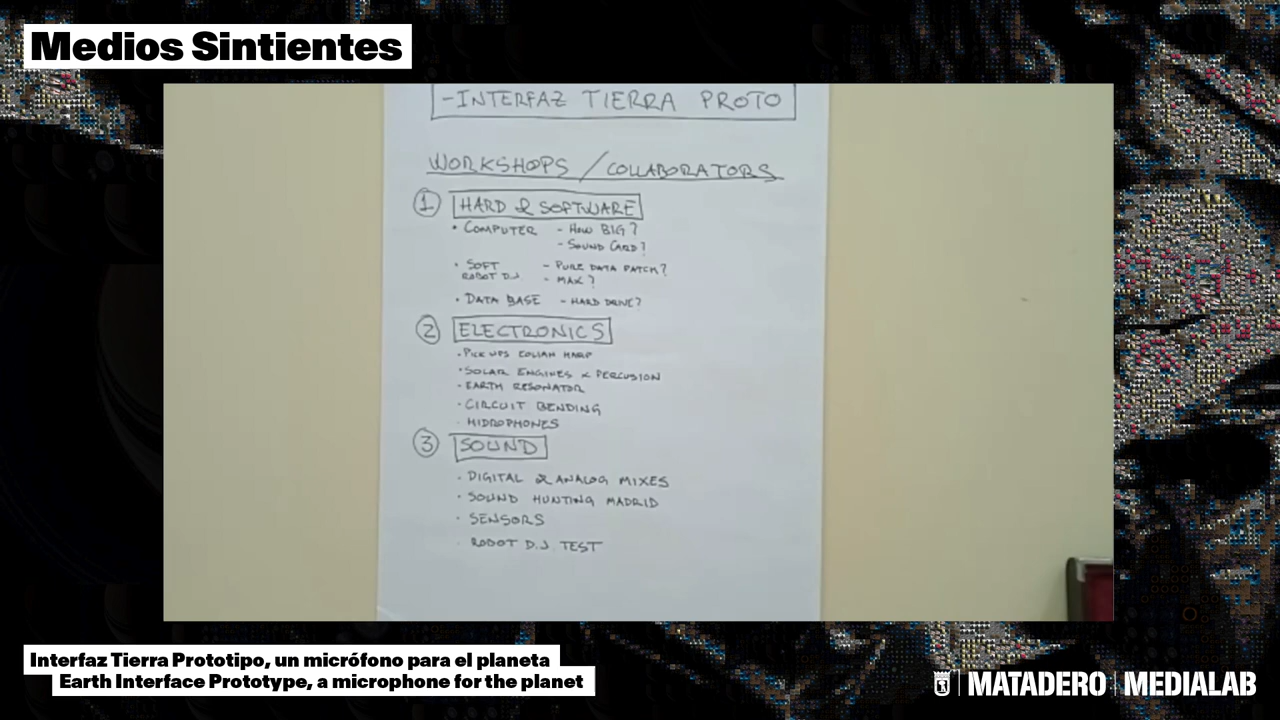 Medios Sintientes
-INTERFAZ TIERRA PROTO
WORKSHOPS / COLLABORATORS
1 HARD & SOFTWARE
• COMPUTER - HOW BIG?
- SOUND CARD?
• SOFT - PURE DATA PATCH?
ROBOT D.J - MAX?
• DATA BASE - HARD DRIVE?
2 ELECTRONICS
• PICK UPS EOLIAN HARP
• SOLAR ENGINES X PERCUSION
• EARTH RESONATOR
• CIRCUIT BENDING
• HIDROPHONES
3 SOUND
• DIGITAL & ANALOG MIXES
• SOUND HUNTING MADRID
• SENSORS
• ROBOT D.J TEST
Interfaz Tierra Prototipo, un micrófono para el planeta
Earth Interface Prototype, a microphone for the planet
MATADERO | MEDIALAB